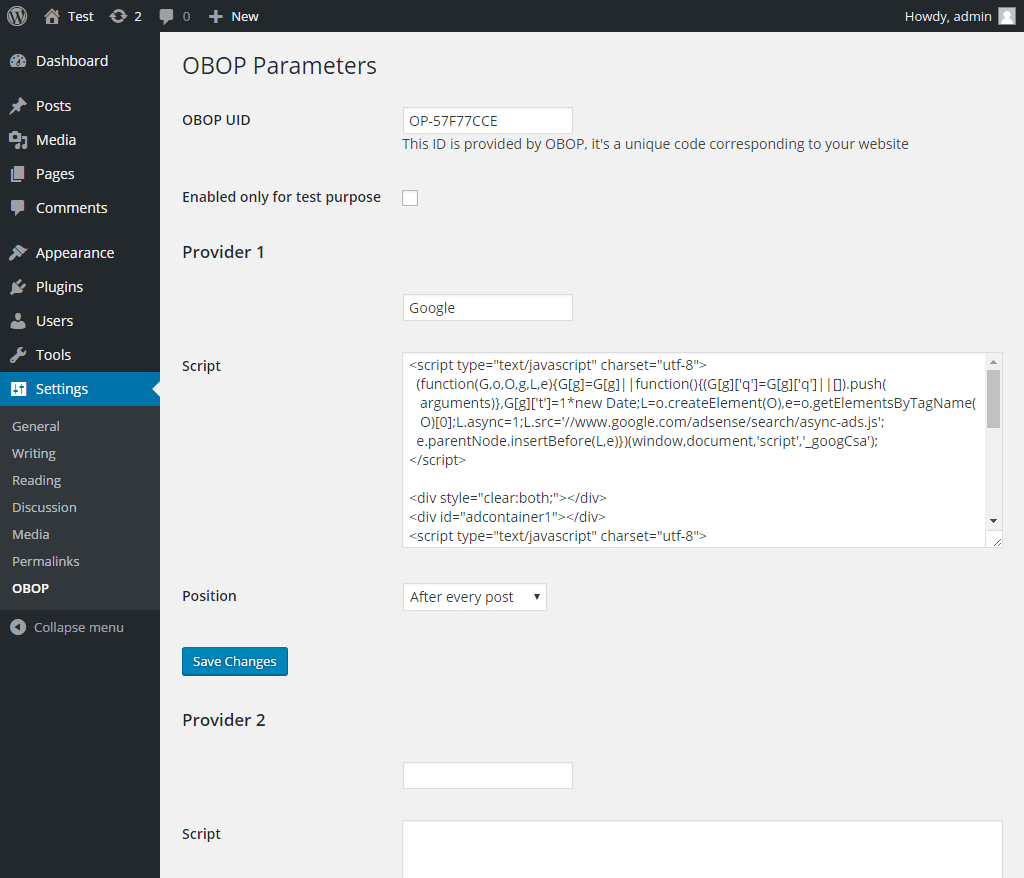 Test 2 0 New Howdy, admin
Dashboard
Posts
Media
Pages
Comments
Appearance
Plugins
Users
Tools
Settings
General
Writing
Reading
Discussion
Media
Permalinks
OBOP
Collapse menu
OBOP Parameters
OBOP UID OP-57F77CCE
This ID is provided by OBOP, it's a unique code corresponding to your website
Enabled only for test purpose
Provider 1
Google
Script
<script type="text/javascript" charset="utf-8">
(function(G,o,O,g,L,e){G[g]=G[g]||function(){(G[g]['q']=G[g]['q']||[]).push(
arguments)},G[g]['t']=1*new Date;L=o.createElement(O),e=o.getElementsByTagName(
O)[0];L.async=1;L.src='//www.google.com/adsense/search/async-ads.js';
e.parentNode.insertBefore(L,e)})(window,document,'script','_googCsa');
</script>
<div style="clear:both;"></div>
<div id="adcontainer1"></div>
<script type="text/javascript" charset="utf-8">
Position After every post
Save Changes
Provider 2
Script